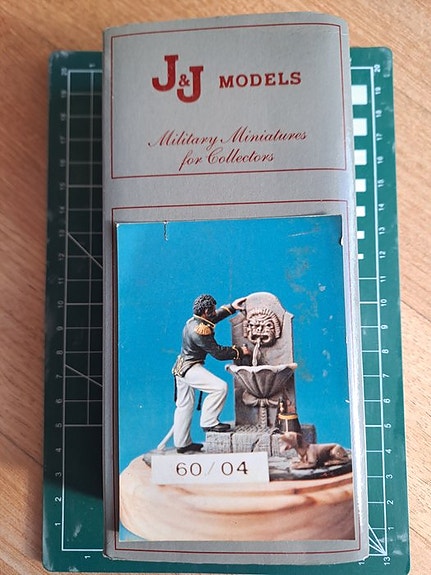 J&J MODELS
Military Miniatures
for Collectors
60/04